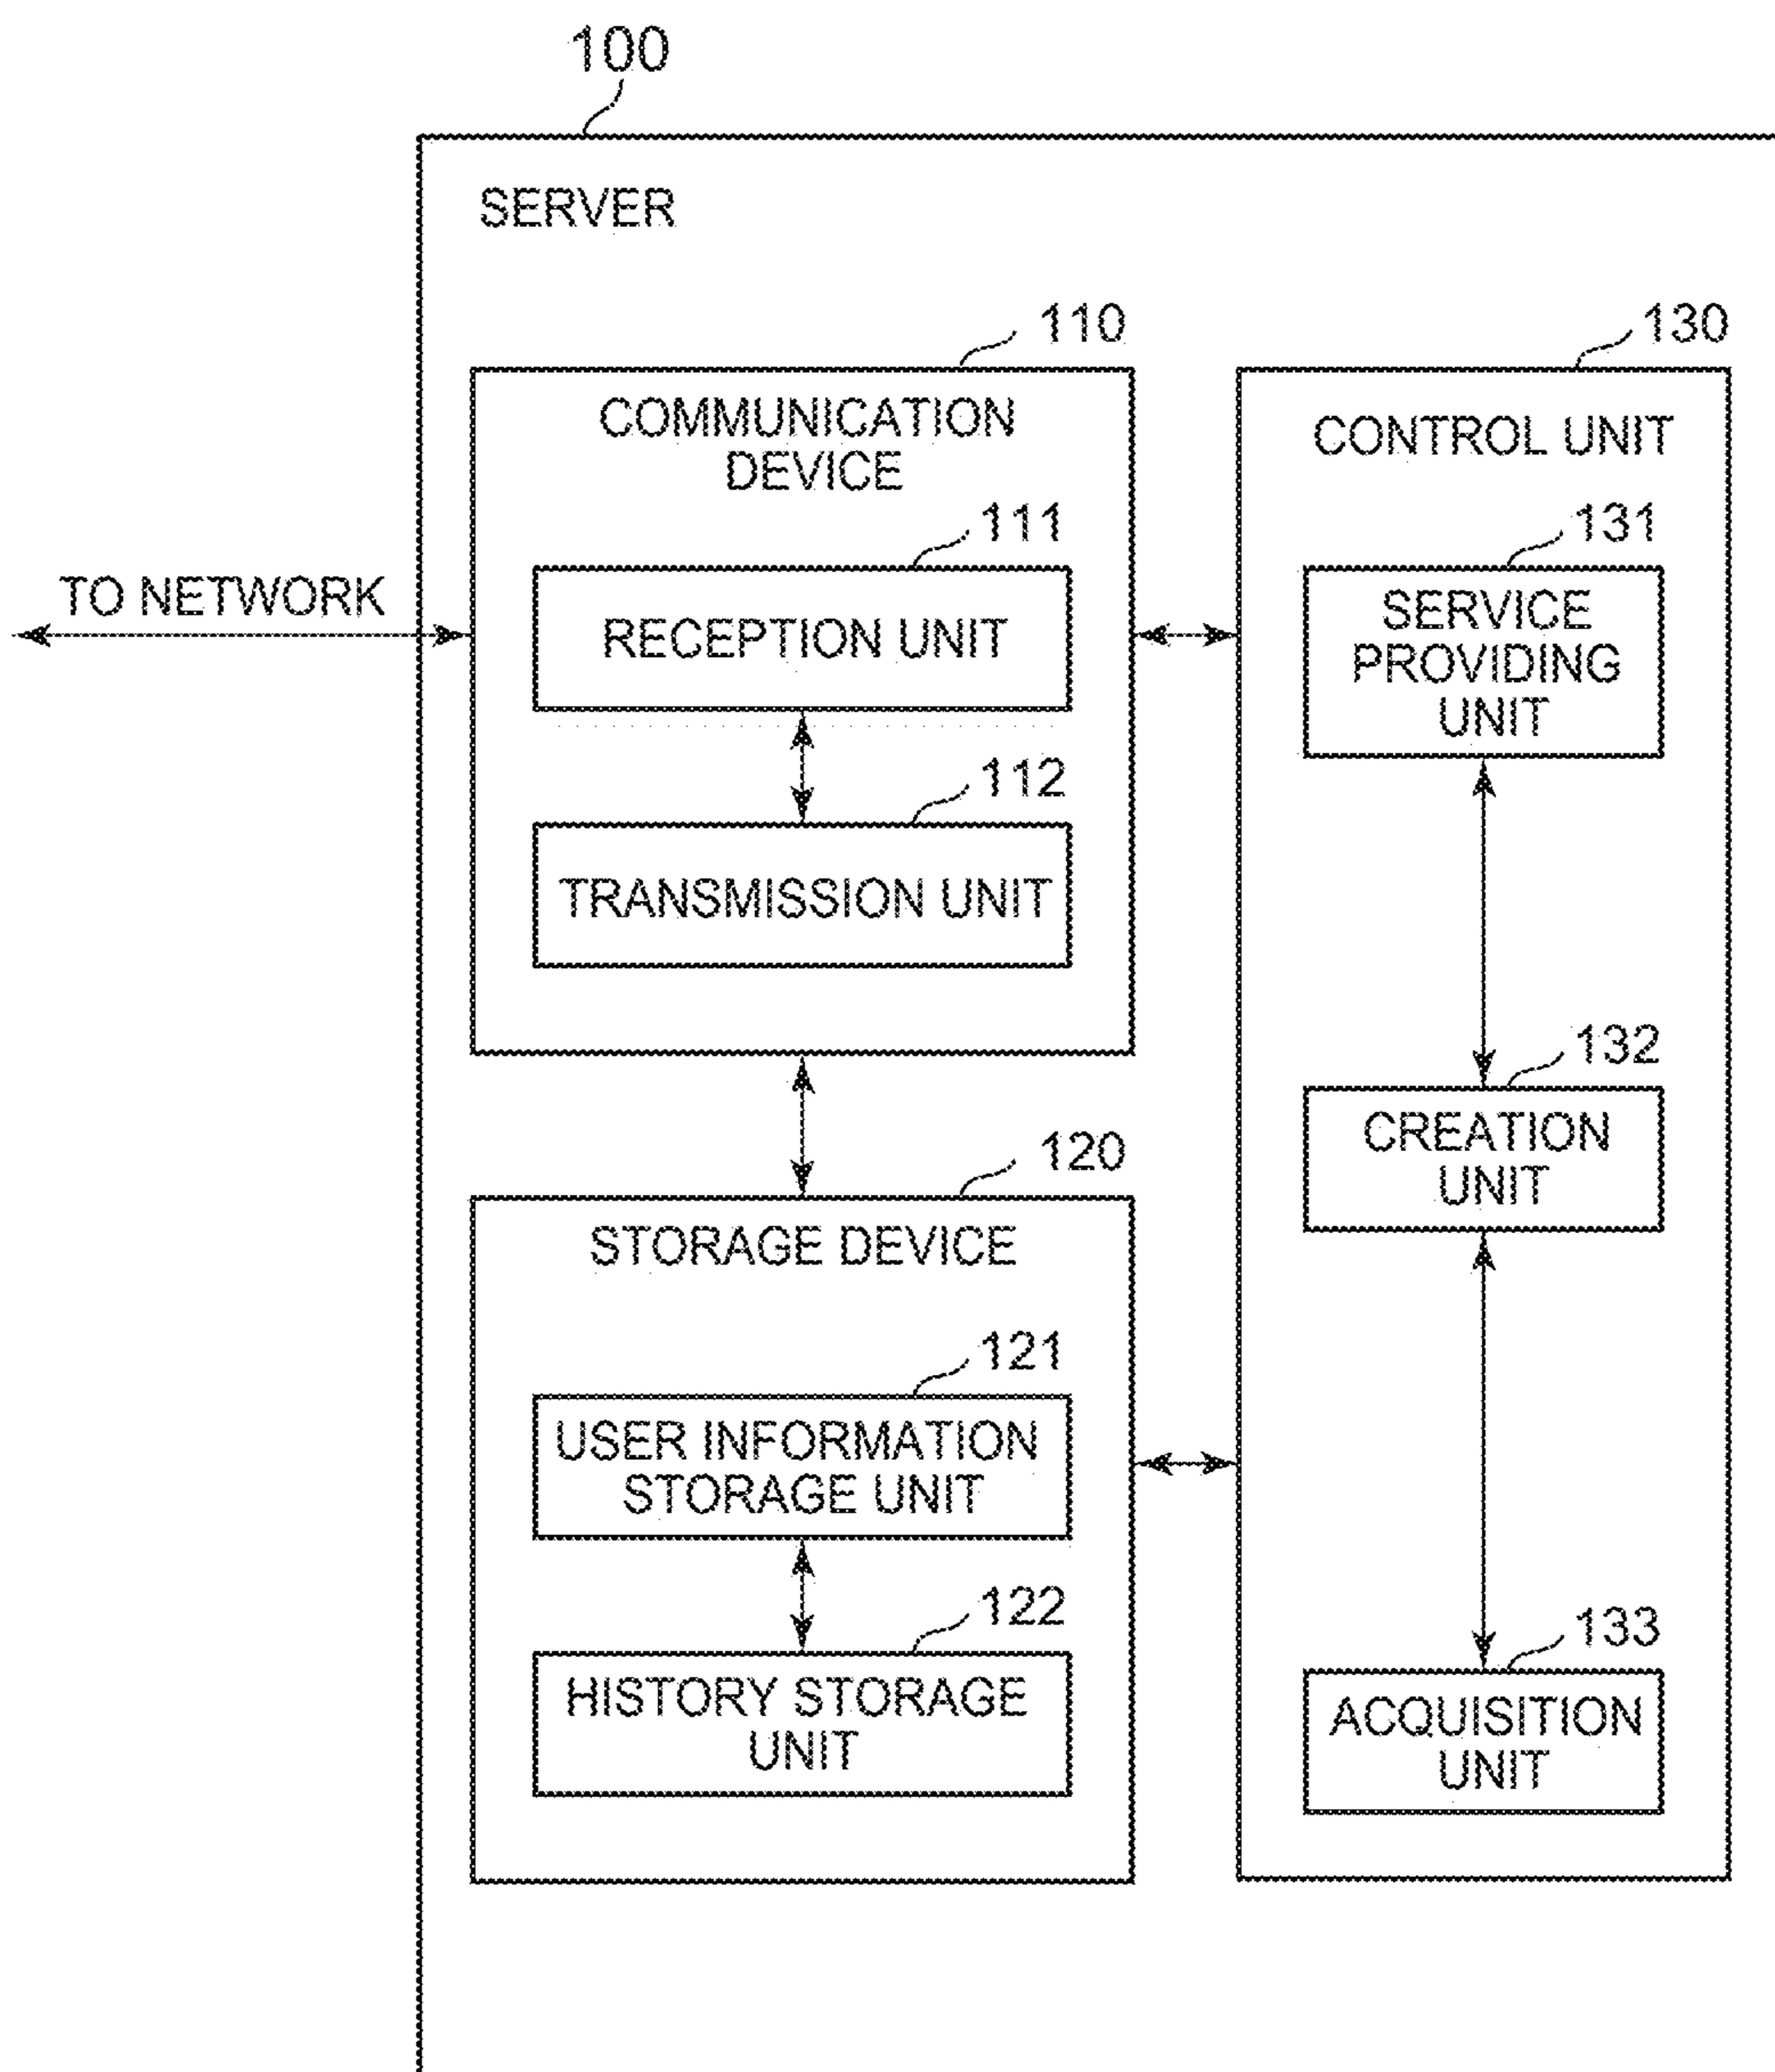 100
SERVER
110
COMMUNICATION
DEVICE
111
RECEPTION UNIT
112
TRANSMISSION UNIT
TO NETWORK
120
STORAGE DEVICE
121
USER INFORMATION
STORAGE UNIT
122
HISTORY STORAGE
UNIT
130
CONTROL UNIT
131
SERVICE
PROVIDING
UNIT
132
CREATION
UNIT
133
ACQUISITION
UNIT